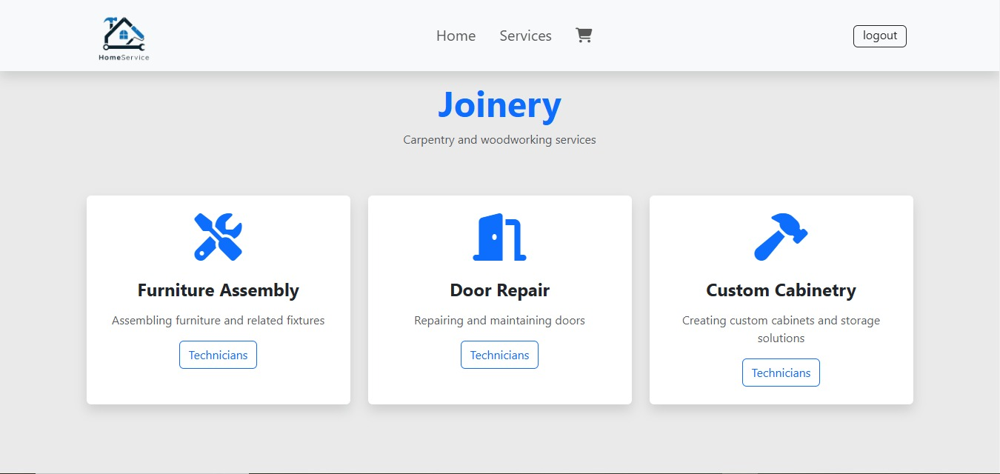 HomeService
Home
Services
logout
Joinery
Carpentry and woodworking services
Furniture Assembly
Assembling furniture and related fixtures
Technicians
Door Repair
Repairing and maintaining doors
Technicians
Custom Cabinetry
Creating custom cabinets and storage
solutions
Technicians